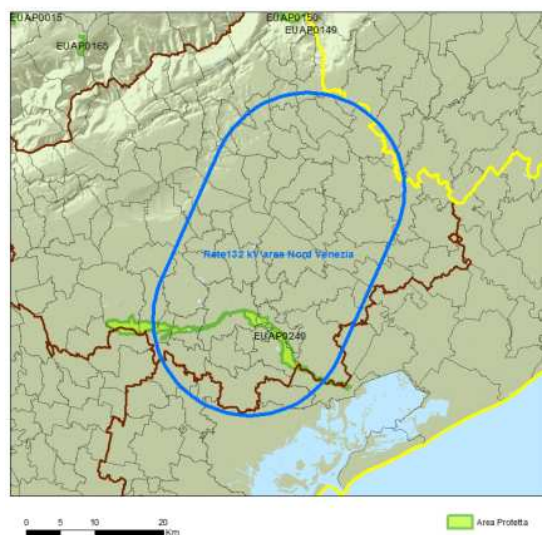 EUAP0015
EUAP0150
EUAP0149
EUAP0165
Rete132 kV area Nord Venezia
EUAP0240
0 5 10 20
Km
Area Protetta